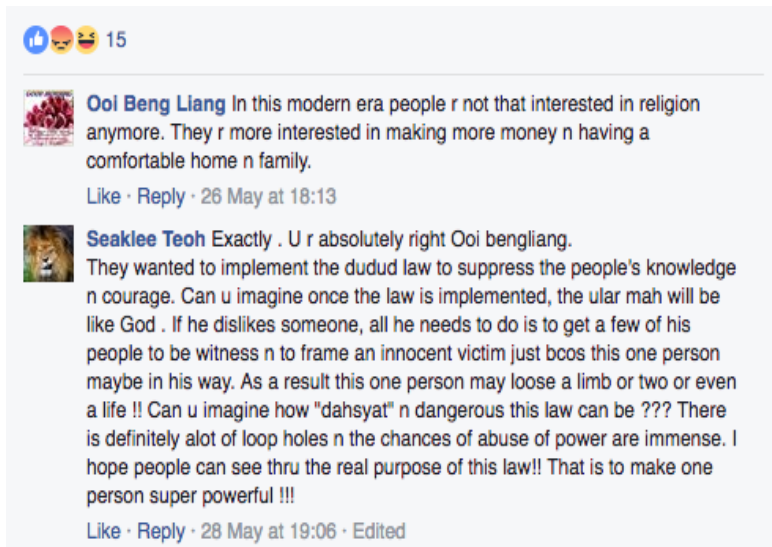 15
GOOD MORNING
Ooi Beng Liang In this modern era people r not that interested in religion
anymore. They r more interested in making more money n having a
comfortable home n family.
Like · Reply · 26 May at 18:13
Seaklee Teoh Exactly . U r absolutely right Ooi bengliang.
They wanted to implement the dudud law to suppress the people's knowledge
n courage. Can u imagine once the law is implemented, the ular mah will be
like God . If he dislikes someone, all he needs to do is to get a few of his
people to be witness n to frame an innocent victim just bcos this one person
maybe in his way. As a result this one person may loose a limb or two or even
a life !! Can u imagine how "dahsyat" n dangerous this law can be ??? There
is definitely alot of loop holes n the chances of abuse of power are immense. I
hope people can see thru the real purpose of this law!! That is to make one
person super powerful !!!
Like · Reply · 28 May at 19:06 · Edited